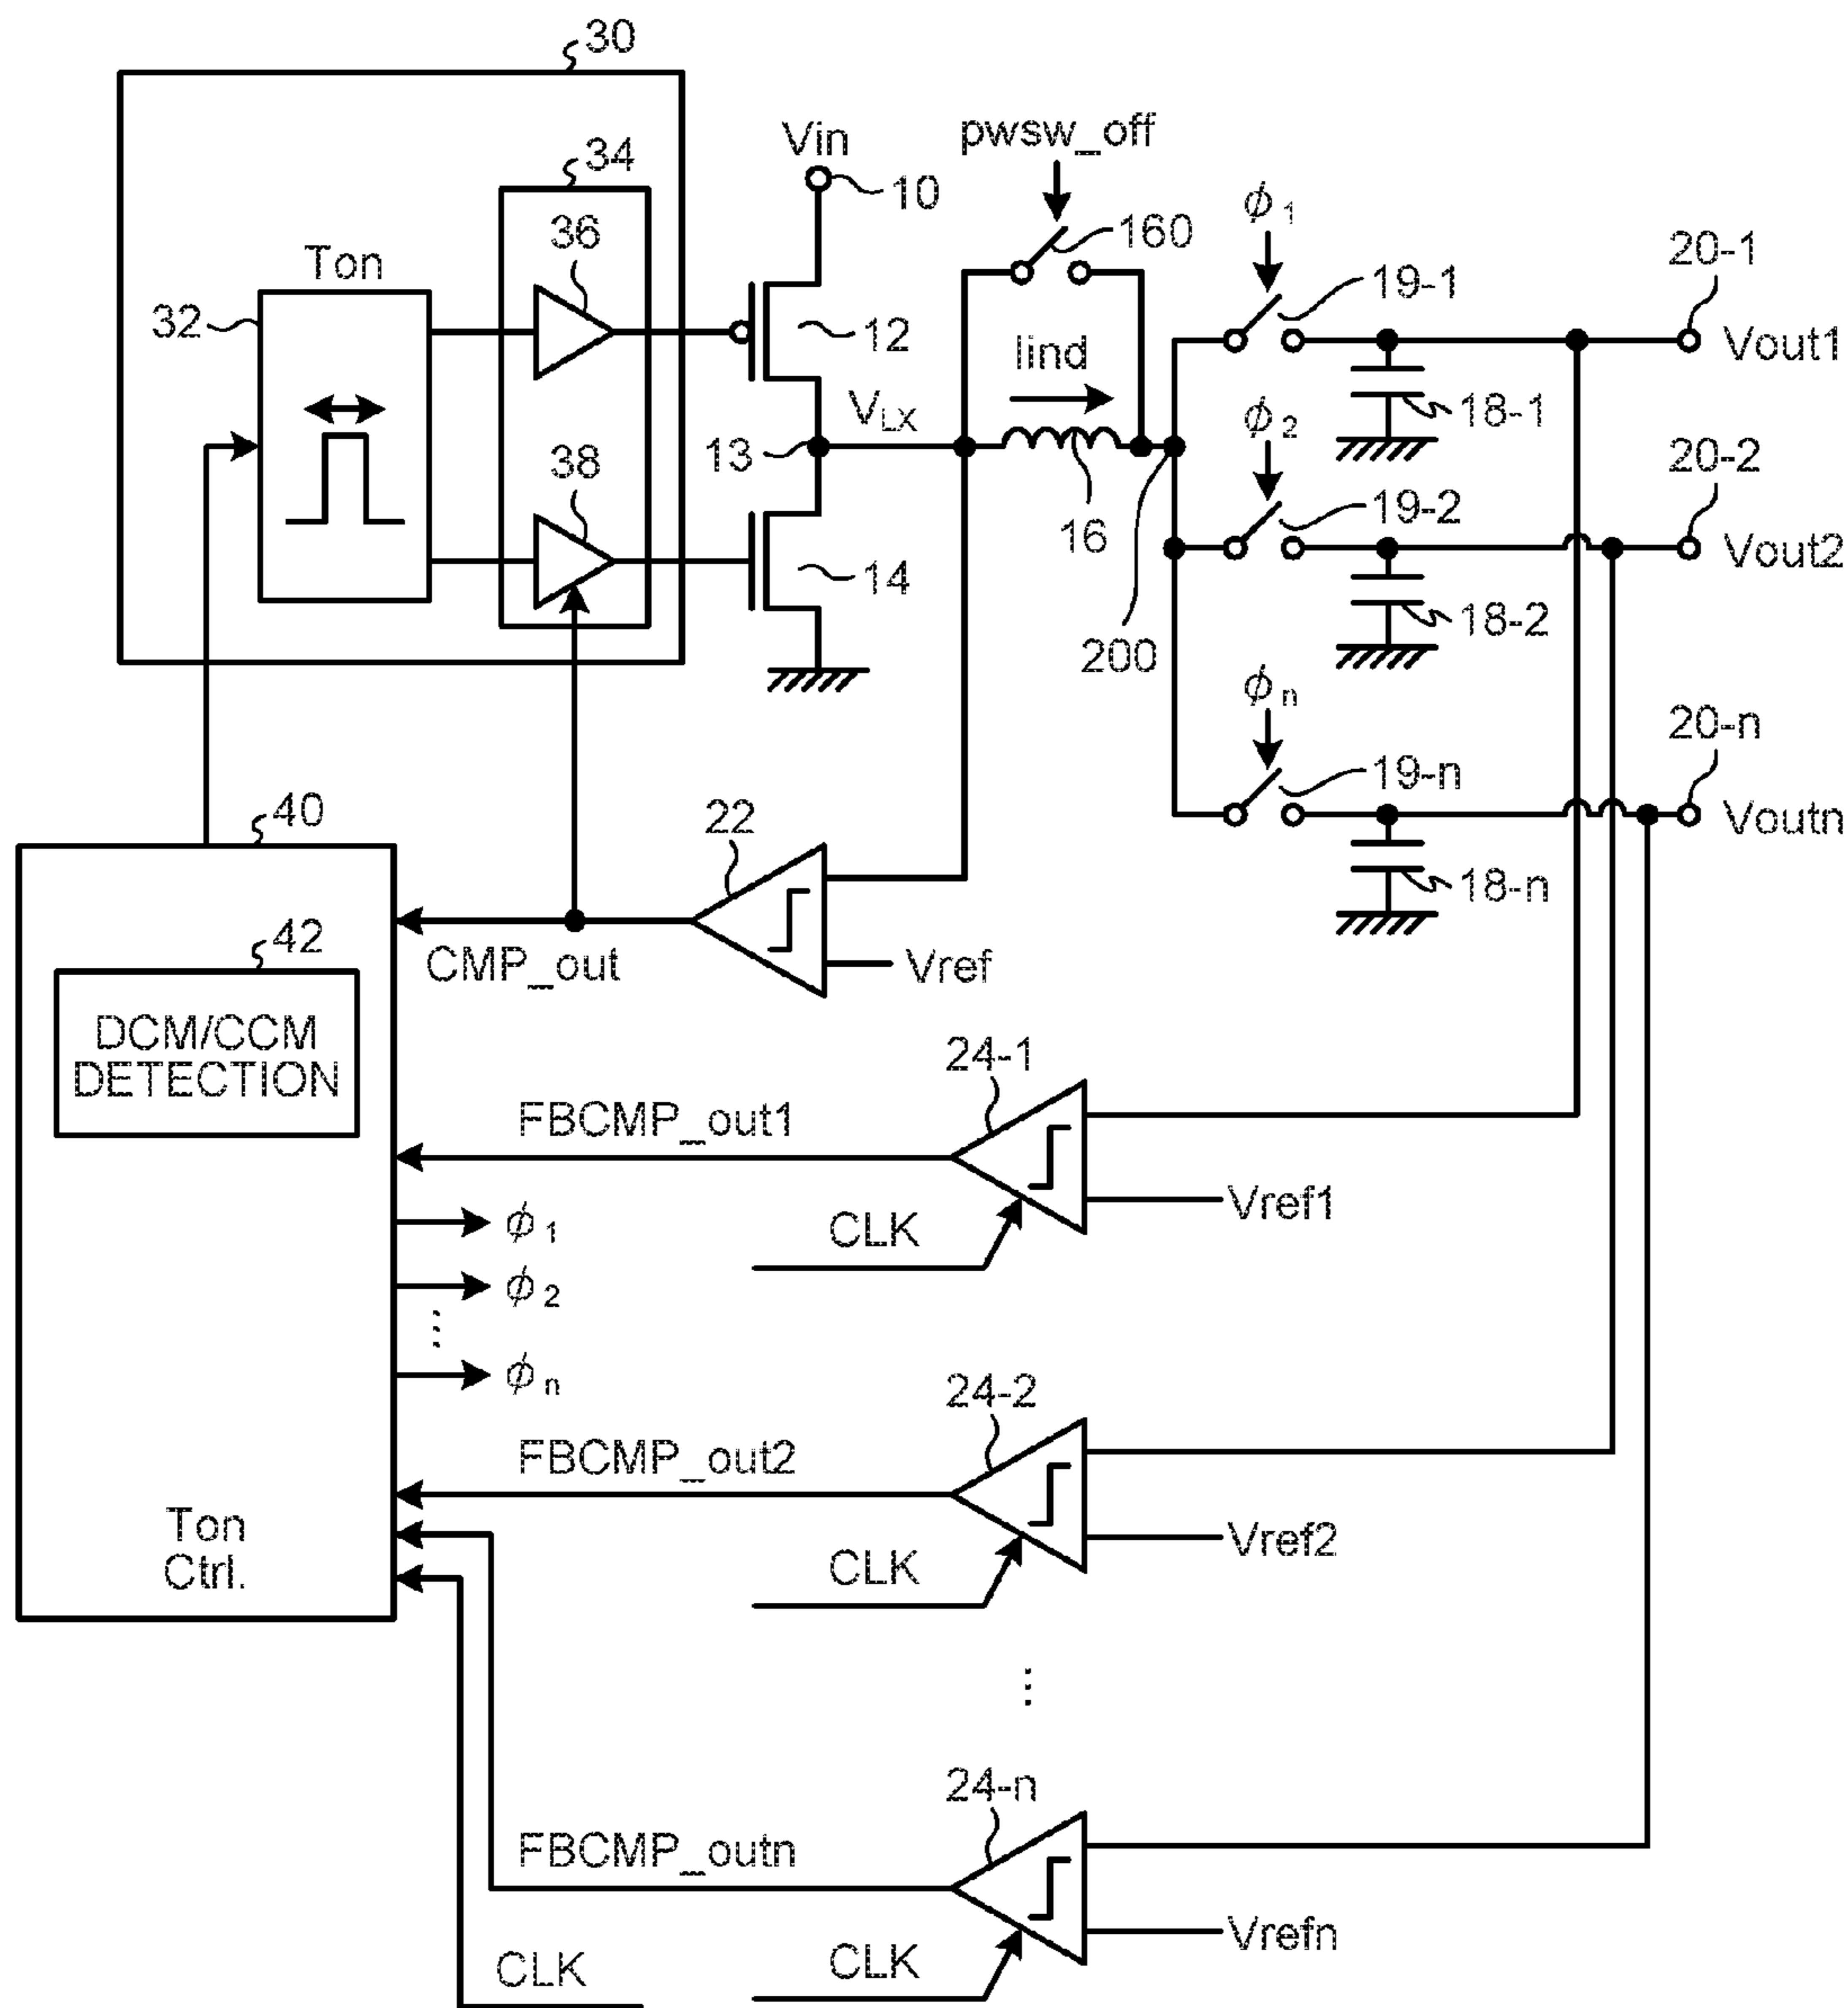 30
34
Vin
10
pwsw_off
160
ϕ1
19-1
20-1
Ton
32
36
12
Iind
Vout1
18-1
VLX
13
38
16
ϕ2
19-2
20-2
Vout2
14
18-2
200
ϕn
19-n
20-n
Voutn
18-n
40
22
CMP_out
Vref
42
DCM/CCM
DETECTION
24-1
FBCMP_out1
Vref1
CLK
ϕ1
ϕ2
⋮
ϕn
24-2
FBCMP_out2
Vref2
CLK
Ton
Ctrl.
⋮
24-n
FBCMP_outn
Vrefn
CLK
CLK